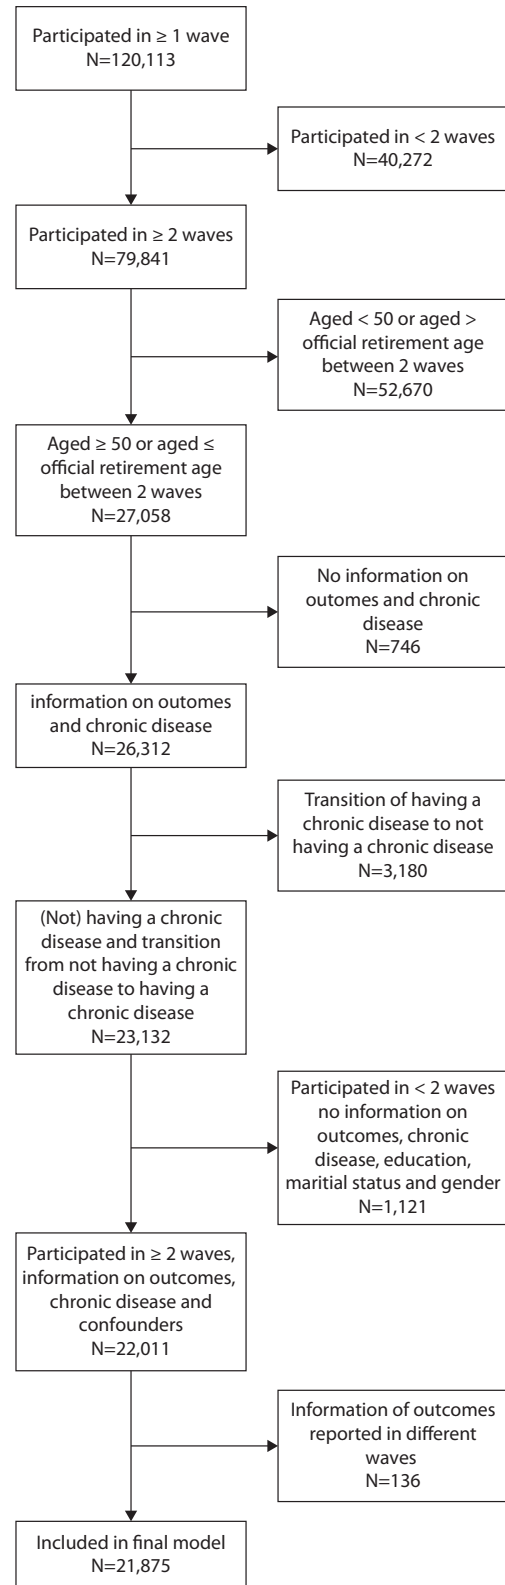 Participated in ≥ 1 wave
N=120,113
Participated in < 2 waves
N=40,272
Participated in ≥ 2 waves
N=79,841
Aged < 50 or aged >
official retirement age
between 2 waves
N=52,670
Aged ≥ 50 or aged ≤
official retirement age
between 2 waves
N=27,058
No information on
outomes and chronic
disease
N=746
information on outomes
and chronic disease
N=26,312
Transition of having a
chronic disease to not
having a chronic disease
N=3,180
(Not) having a chronic
disease and transition
from not having a chronic
disease to having a
chronic disease
N=23,132
Participated in < 2 waves
no information on
outcomes, chronic
disease, education,
maritial status and gender
N=1,121
Participated in ≥ 2 waves,
information on outcomes,
chronic disease and
confounders
N=22,011
Information of outcomes
reported in different
waves
N=136
Included in final model
N=21,875